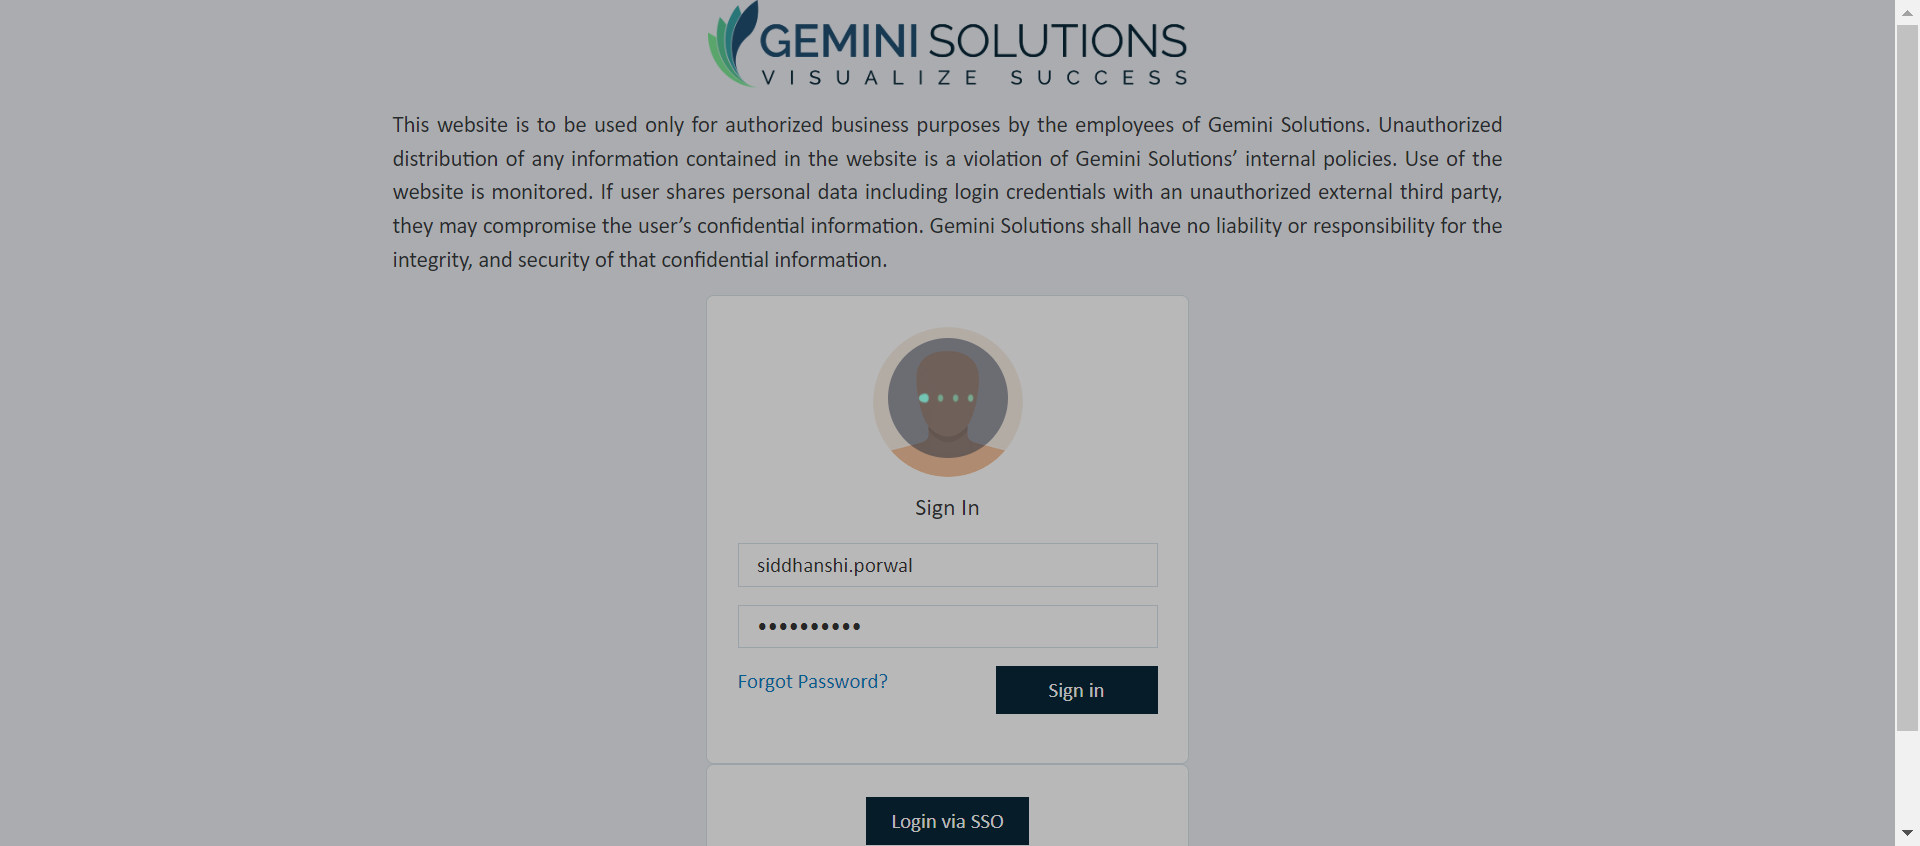 GEMINI SOLUTIONS
VISUALIZE SUCCESS
This website is to be used only for authorized business purposes by the employees of Gemini Solutions. Unauthorized
distribution of any information contained in the website is a violation of Gemini Solutions’ internal policies. Use of the
website is monitored. If user shares personal data including login credentials with an unauthorized external third party,
they may compromise the user’s confidential information. Gemini Solutions shall have no liability or responsibility for the
integrity, and security of that confidential information.
Sign In
siddhanshi.porwal
••••••••••
Forgot Password?
Sign in
Login via SSO